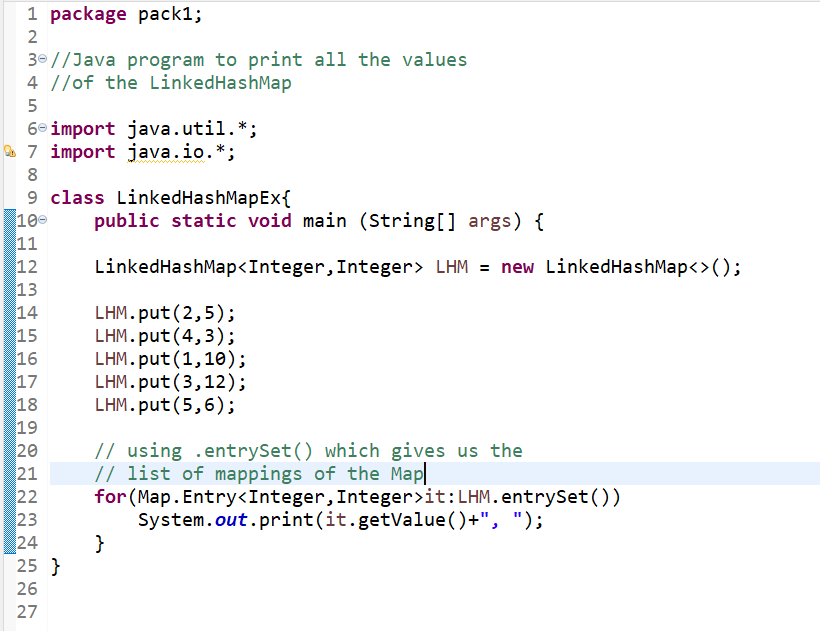 1 package pack1;
2
3 //Java program to print all the values
4 //of the LinkedHashMap
5
6 import java.util.*;
7 import java.io.*;
8
9 class LinkedHashMapEx{
10     public static void main (String[] args) {
11
12     LinkedHashMap<Integer,Integer> LHM = new LinkedHashMap<>();
13
14     LHM.put(2,5);
15     LHM.put(4,3);
16     LHM.put(1,10);
17     LHM.put(3,12);
18     LHM.put(5,6);
19
20     // using .entrySet() which gives us the
21     // list of mappings of the Map
22     for(Map.Entry<Integer,Integer>it:LHM.entrySet())
23         System.out.print(it.getValue()+", ");
24     }
25 }
26
27